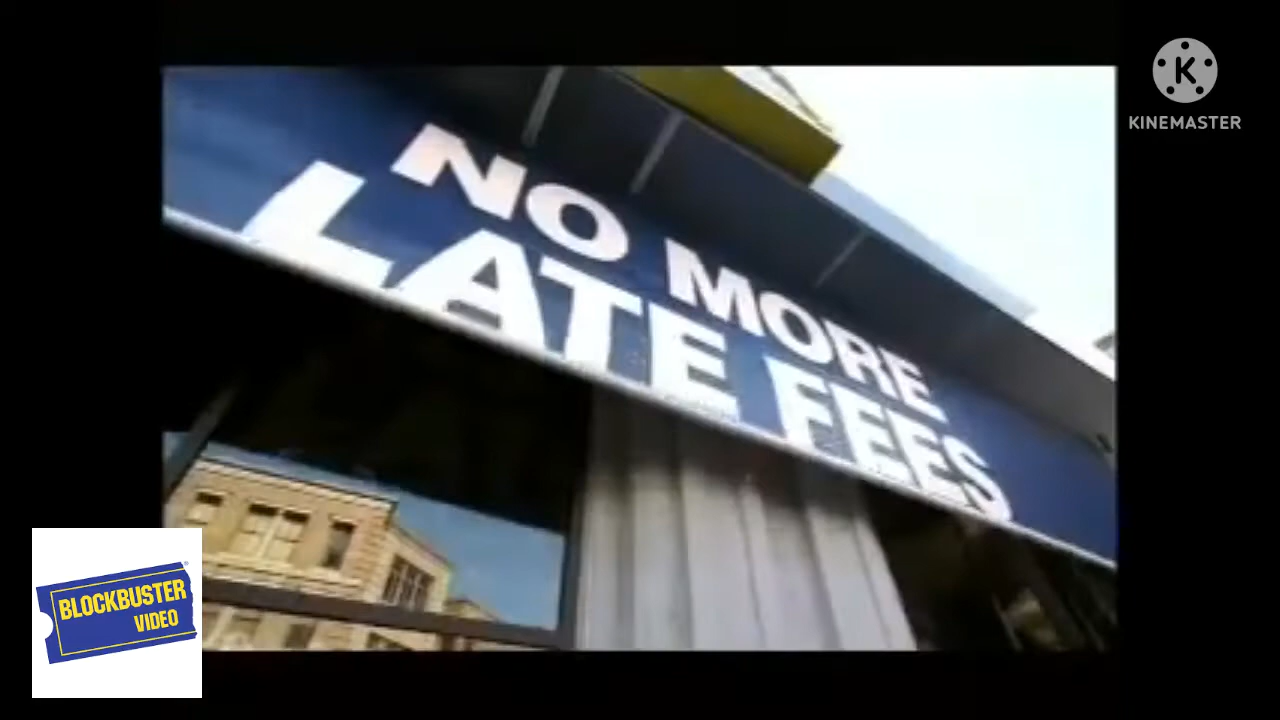 K
KINEMASTER
NO MORE
LATE FEES
BLOCKBUSTER
VIDEO